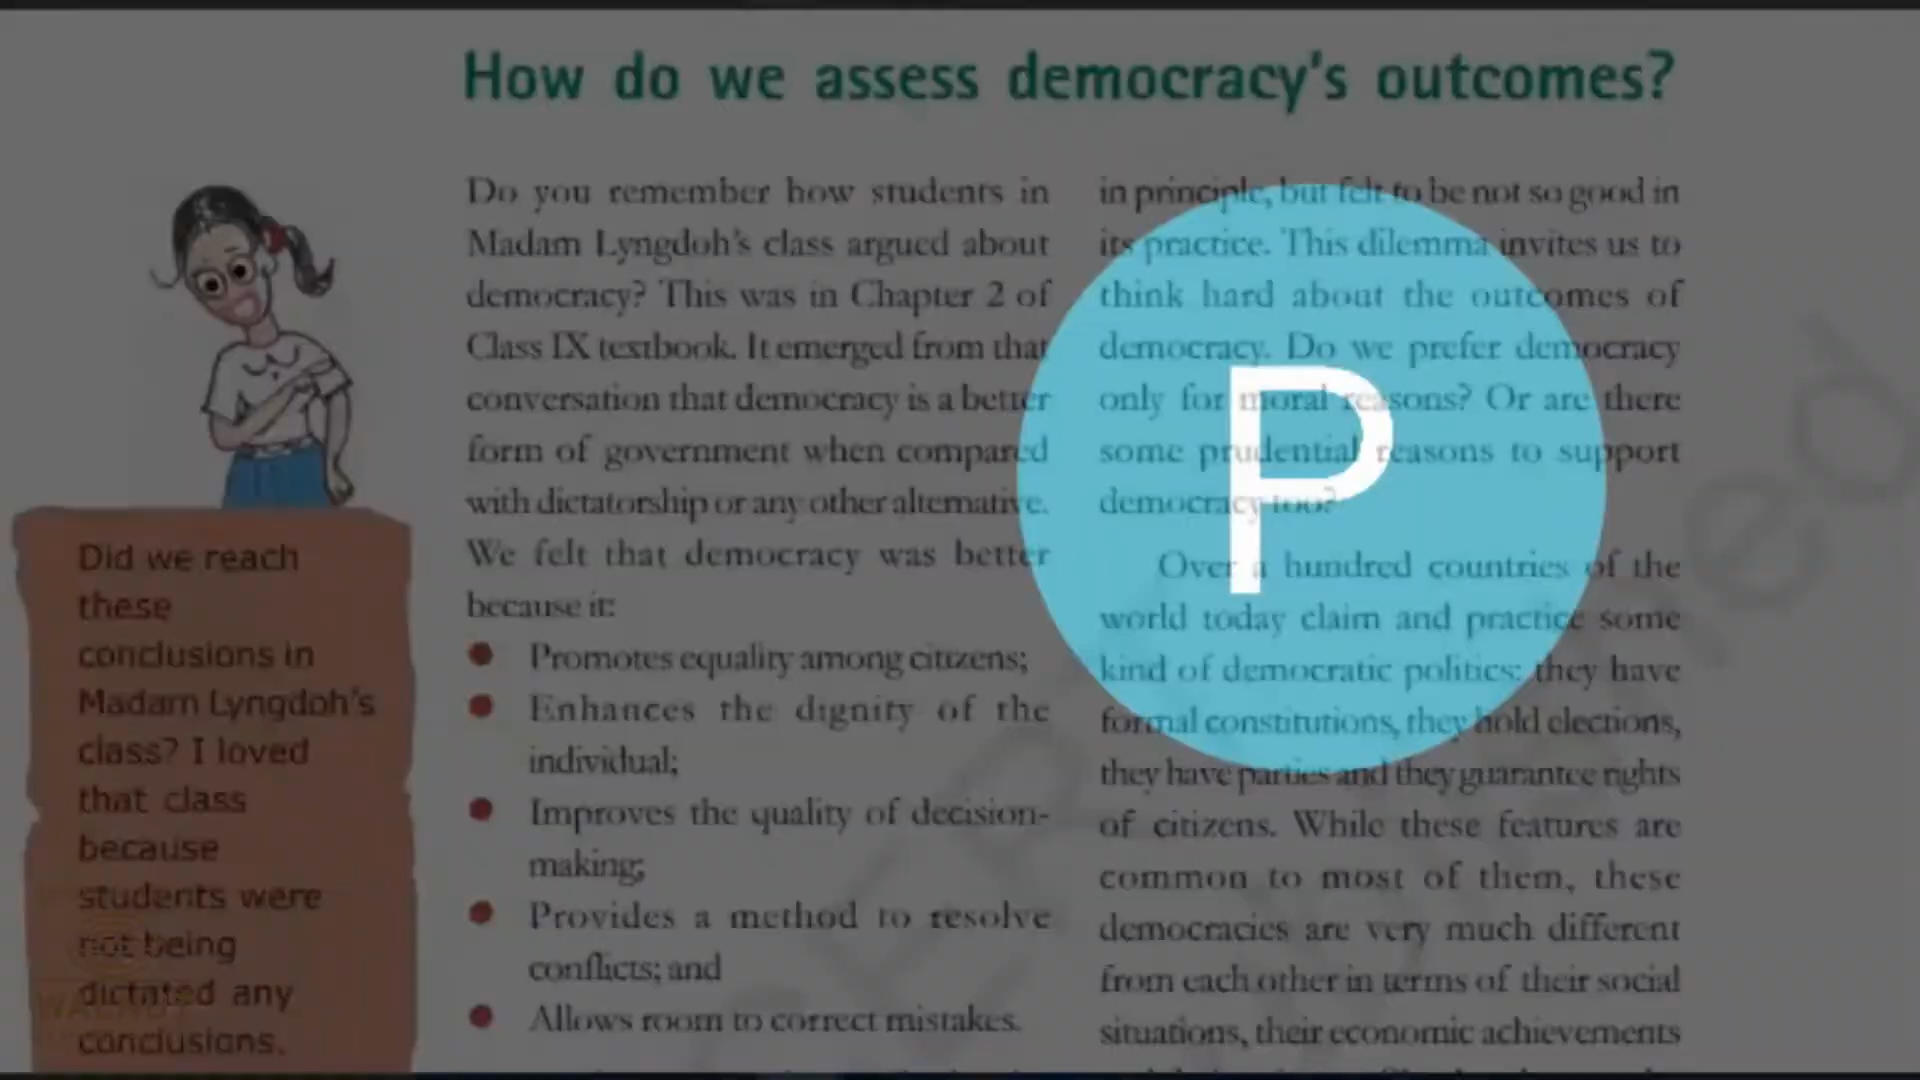 How do we assess democracy's outcomes?
Do you remember how students in
Madam Lyngdoh's class argued about
democracy? This was in Chapter 2 of
Class IX textbook. It emerged from that
conversation that democracy is a better
form of government when compared
with dictatorship or any other alternative.
We felt that democracy was better
because it:
Promotes equality among citizens;
Enhances the dignity of the
individual;
Improves the quality of decision-
making;
Provides a method to resolve
conflicts; and
Allows room to correct mistakes.
in principle, but felt to be not so good in
its practice. This dilemma invites us to
think hard about the outcomes of
democracy. Do we prefer democracy
only for moral reasons? Or are there
some prudential reasons to support
democracy too?
Over a hundred countries of the
world today claim and practice some
kind of democratic politics: they have
formal constitutions, they hold elections,
they have parties and they guarantee rights
of citizens. While these features are
common to most of them, these
democracies are very much different
from each other in terms of their social
situations, their economic achievements
P
Did we reach
these
conclusions in
Madam Lyngdoh's
class? I loved
that class
because
students were
not being
dictated any
conclusions.